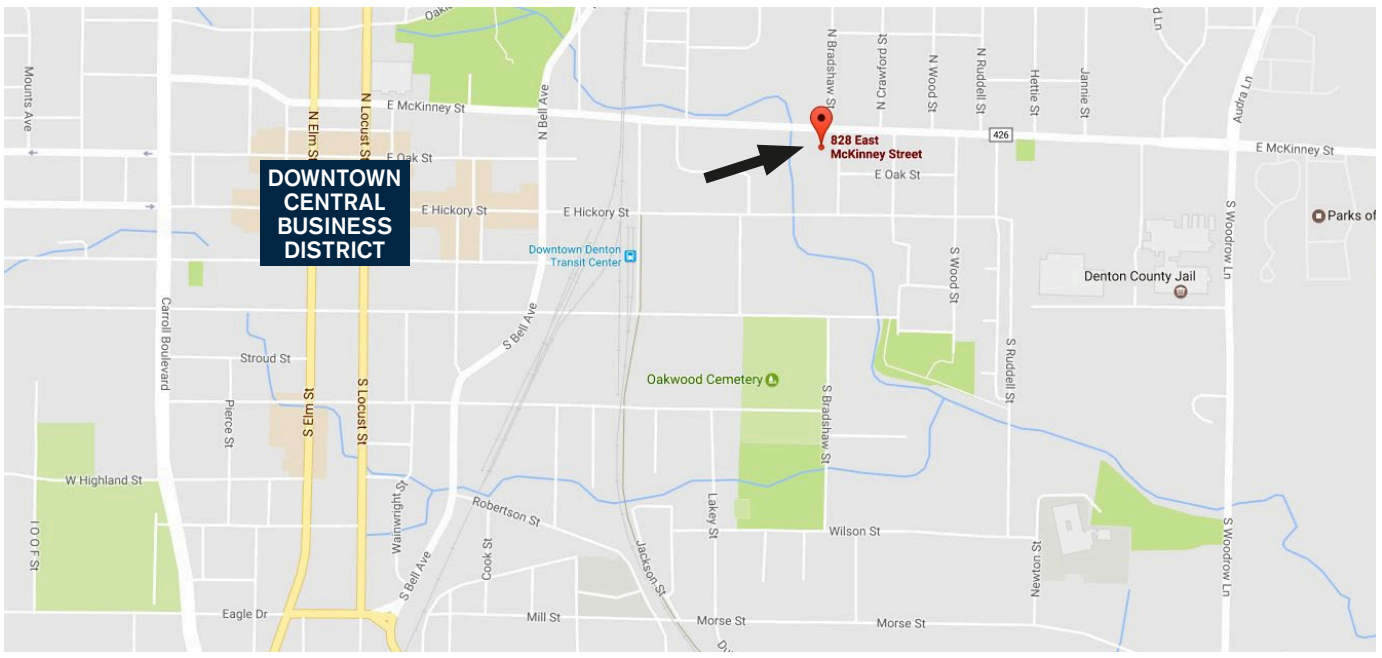 Oakl
Mounts Ave
E McKinney St
N Elm St
N Locust St
N Bell Ave
N Bradshaw St
N Crawford St
N Wood St
N Ruddell St
Hettie St
Jannie St
d Ln
Audra Ln
426
E McKinney St
828 East
McKinney Street
E Oak St
E Oak St
DOWNTOWN
CENTRAL
BUSINESS
DISTRICT
E Hickory St
E Hickory St
Downtown Denton
Transit Center
S Wood St
S Woodrow Ln
Parks of
Denton County Jail
Carroll Boulevard
S Bell Ave
Stroud St
Oakwood Cemetery
S Ruddell St
Pierce St
S Elm St
S Locust St
S Bradshaw St
W Highland St
Wainwright St
Robertson St
Lakey St
Wilson St
I O O F St
Cook St
Jackson St
Newton St
S Woodrow Ln
S Bell Ave
Eagle Dr
Mill St
Morse St
Morse St
Du